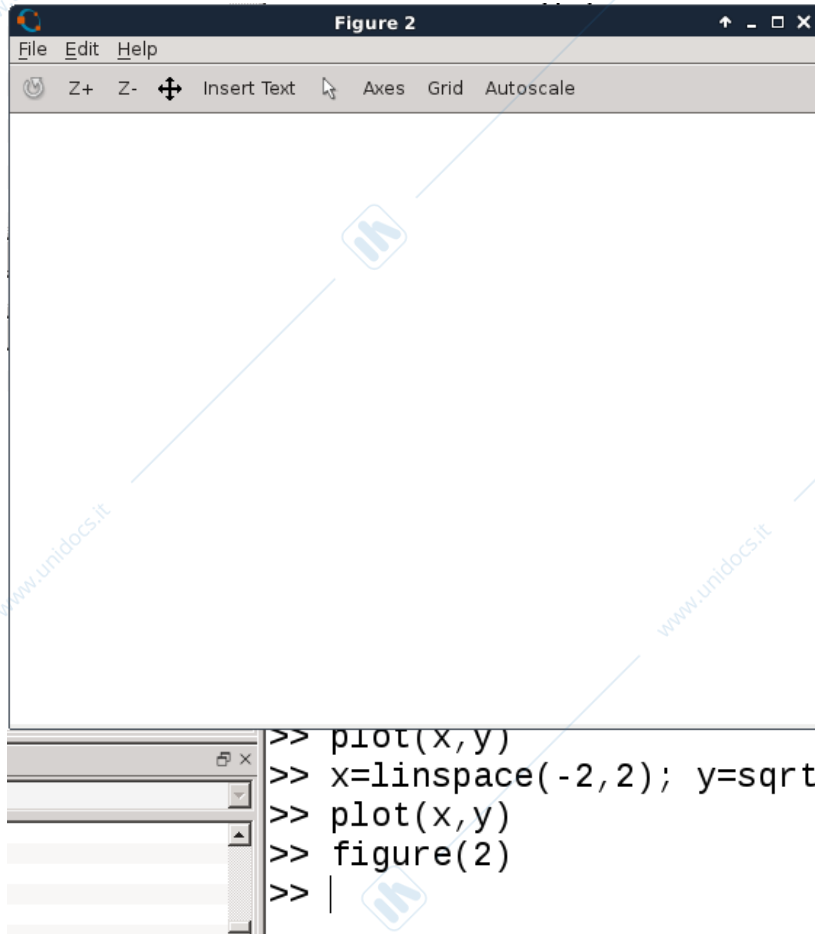 Figure 2
File Edit Help
Z+ Z- Insert Text Axes Grid Autoscale
www.unidocs.it
www.unidocs.it
>> plot(x,y)
>> x=linspace(-2,2); y=sqrt
>> plot(x,y)
>> figure(2)
>>